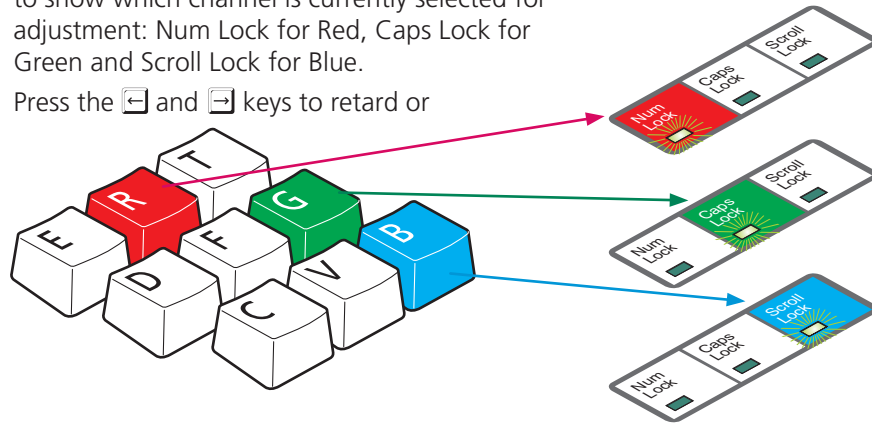 to show which channel is currently selected for
adjustment: Num Lock for Red, Caps Lock for
Green and Scroll Lock for Blue.
Press the ← and → keys to retard or
T
R
E
G
F
D
B
V
C
Num
Lock
Caps
Lock
Scroll
Lock
Num
Lock
Caps
Lock
Scroll
Lock
Num
Lock
Caps
Lock
Scroll
Lock